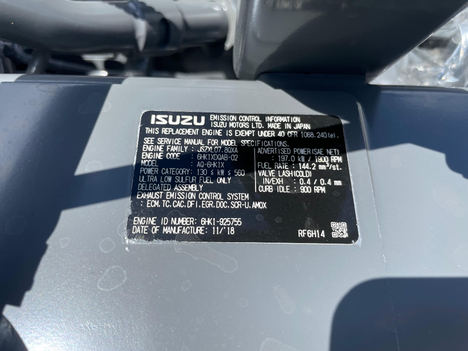 ISUZU EMISSION CONTROL INFORMATION
ISUZU MOTORS LTD. MADE IN JAPAN
THIS REPLACEMENT ENGINE IS EXEMPT UNDER 40 CFR 1068.240(e).
SEE SERVICE MANUAL FOR MODEL SPECIFICATIONS.
ENGINE FAMILY : JSZXL07.8QXA
ENGINE CODE : 6HK1XDQAB-02
MODEL : AQ-6HK1X
POWER CATEGORY : 130 ≤ kW ≤ 560
ULTRA LOW SULFUR FUEL ONLY
DELEGATED ASSEMBLY
EXHAUST EMISSION CONTROL SYSTEM
: ECM,TC,CAC,DFI,EGR,DOC,SCR-U,AMOX
ADVERTISED POWER(SAE NET)
: 197.0 kW / 1900 RPM
FUEL RATE : 144.2 mm³/st.
VALVE LASH(COLD)
IN/EXH : 0.4 / 0.4 mm
CURB IDLE : 900 RPM
ENGINE ID NUMBER : 6HK1-925755
DATE OF MANUFACTURE : 11/'18
RF6H14